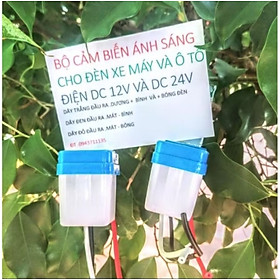 BỘ CẢM BIẾN ÁNH SÁNG
CHO ĐÈN XE MÁY VÀ Ô TÔ
ĐIỆN DC 12V VÀ DC 24V
DÂY TRẮNG ĐẦU RA .DƯƠNG + BÌNH VÀ + BÓNG ĐÈN
DÂY ĐEN ĐẦU RA .MÁT - BÌNH
DÂY ĐỎ ĐẦU RA .MÁT - BÓNG